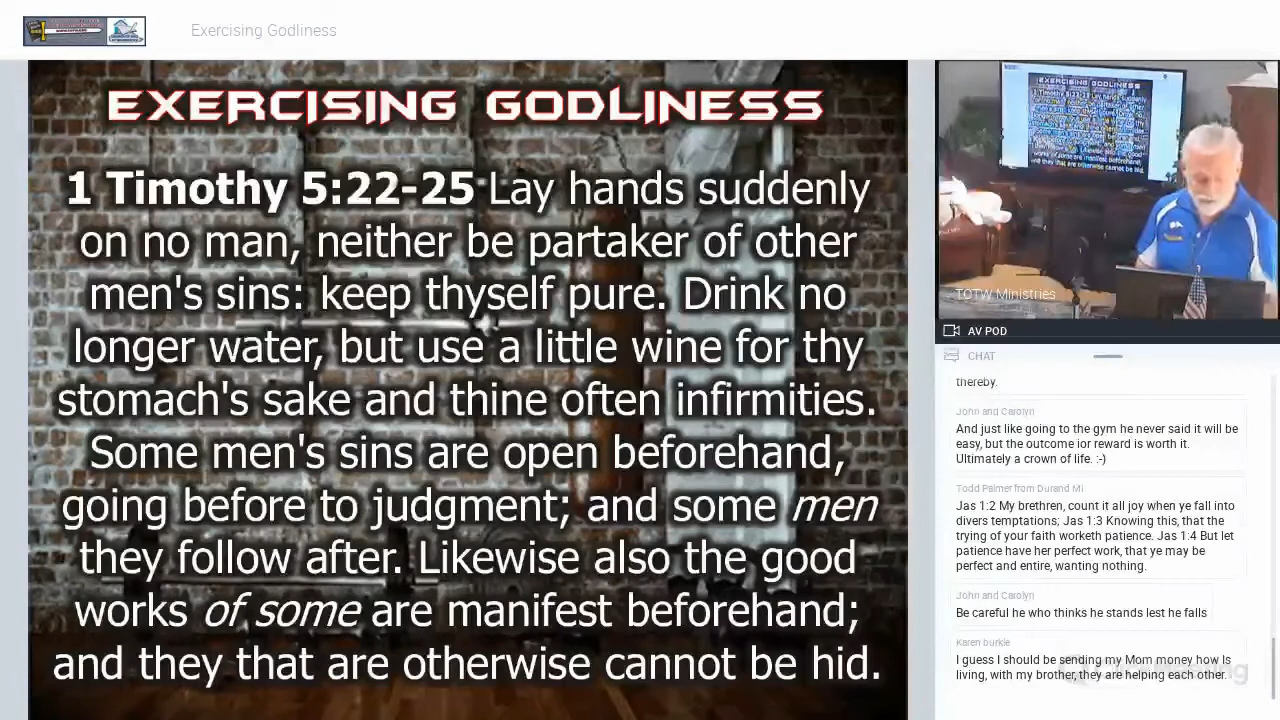 Exercising Godliness
EXERCISING GODLINESS
1 Timothy 5:22-25 Lay hands suddenly
on no man, neither be partaker of other
men's sins: keep thyself pure. Drink no
longer water, but use a little wine for thy
stomach's sake and thine often infirmities.
Some men's sins are open beforehand,
going before to judgment; and some men
they follow after. Likewise also the good
works of some are manifest beforehand;
and they that are otherwise cannot be hid.
EXERCISING GODLINESS
TOTW Ministries
AV POD
CHAT
thereby.
John and Carolyn
And just like going to the gym he never said it will be
easy, but the outcome ior reward is worth it.
Ultimately a crown of life. :-)
Todd Palmer from Durand Mi
Jas 1:2 My brethren, count it all joy when ye fall into
divers temptations; Jas 1:3 Knowing this, that the
trying of your faith worketh patience. Jas 1:4 But let
patience have her perfect work, that ye may be
perfect and entire, wanting nothing.
John and Carolyn
Be careful he who thinks he stands lest he falls
Karen burkle
I guess I should be sending my Mom money how Is
living, with my brother, they are helping each other.